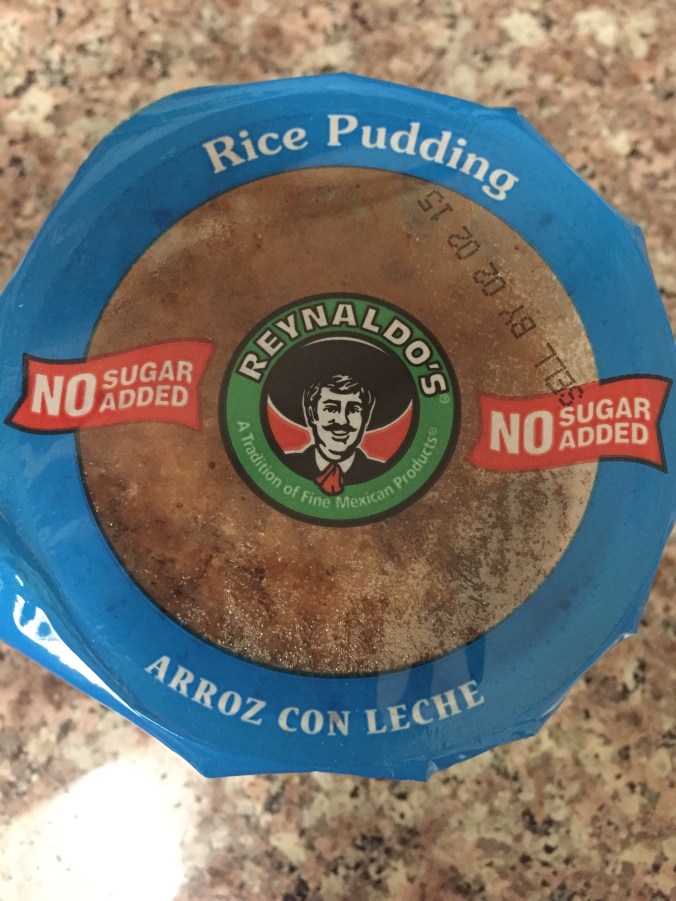 Rice Pudding
SELL BY 02 02 15
REYNALDO'S®
NO SUGAR
ADDED
NO SUGAR
ADDED
A Tradition of Fine Mexican Products®
ARROZ CON LECHE